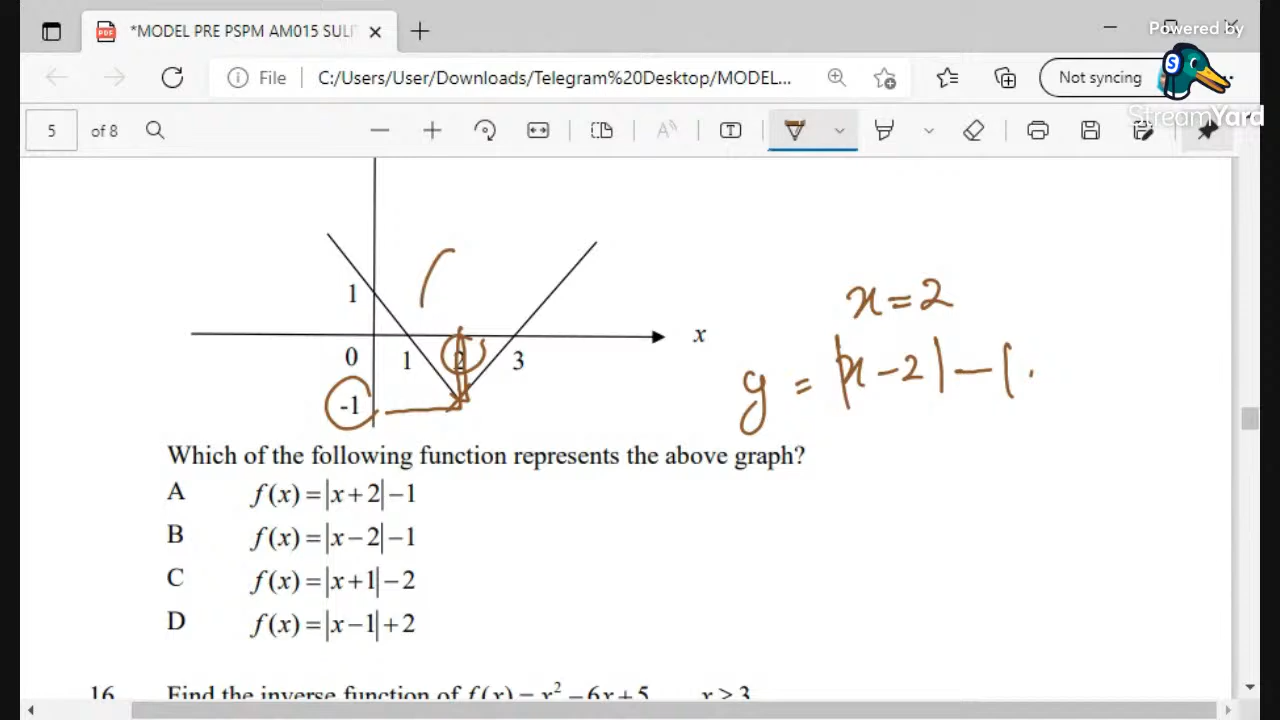 Powered by
*MODEL PRE PSPM AM015 SULI
File C:/Users/User/Downloads/Telegram%20Desktop/MODEL... Not syncing
S
StreamYard
5 of 8
1
0 1 2 3 x
-1
x = 2
y = |x - 2| - 1.
Which of the following function represents the above graph?
A f(x) = |x + 2| − 1
B f(x) = |x − 2| − 1
C f(x) = |x + 1| − 2
D f(x) = |x − 1| + 2
16 Find the inverse function of f(x) = x² − 6x + 5, x ≥ 3